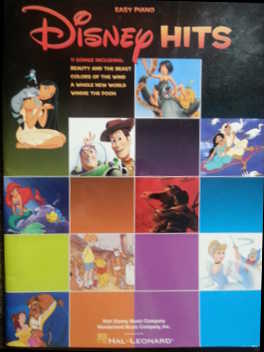 EASY PIANO
Disney HITS
11 SONGS INCLUDING:
BEAUTY AND THE BEAST
COLORS OF THE WIND
A WHOLE NEW WORLD
WINNIE THE POOH
Walt Disney Music Company
Wonderland Music Company, Inc.
HAL•LEONARD